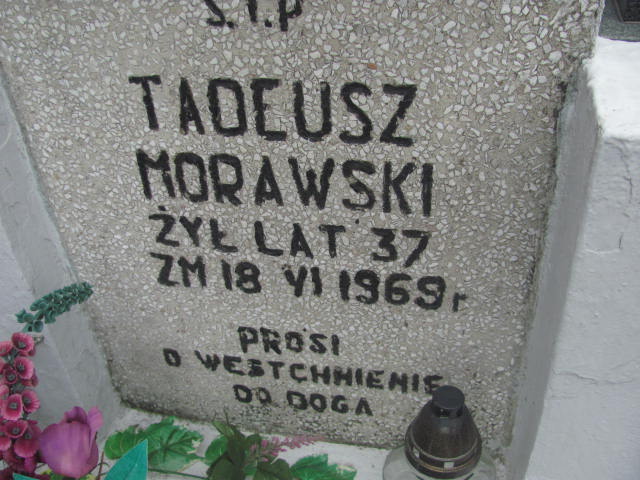 Ś.I.P
TADEUSZ
MORAWSKI
ŻYŁ LAT 37
ZM 18 VI 1969 r
PROSI
O WESTCHNIENIE
DO BOGA